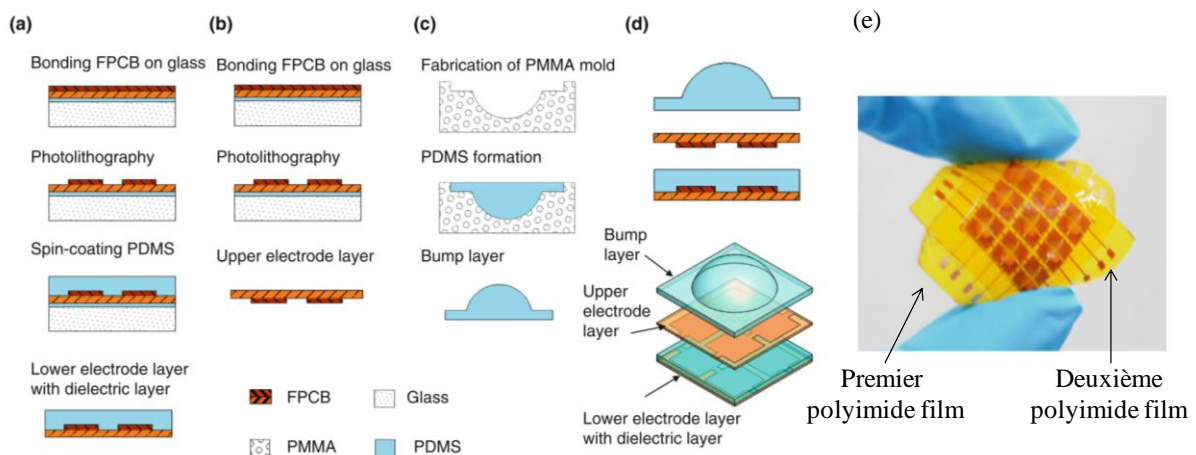 (a)
Bonding FPCB on glass
Photolithography
Spin-coating PDMS
Lower electrode layer
with dielectric layer
(b)
Bonding FPCB on glass
Photolithography
Upper electrode layer
(c)
Fabrication of PMMA mold
PDMS formation
Bump layer
FPCB
Glass
PMMA
PDMS
(d)
Bump
layer
Upper
electrode
layer
Lower electrode layer
with dielectric layer
(e)
Premier
polyimide film
Deuxième
polyimide film